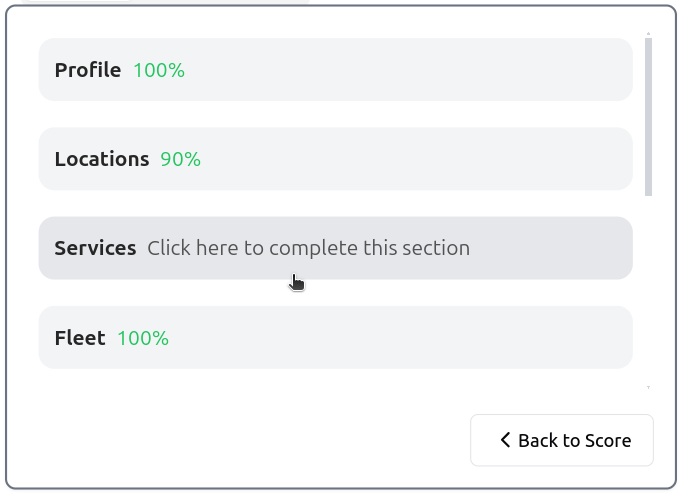 Profile 100%
Locations 90%
Services Click here to complete this section
Fleet 100%
Back to Score